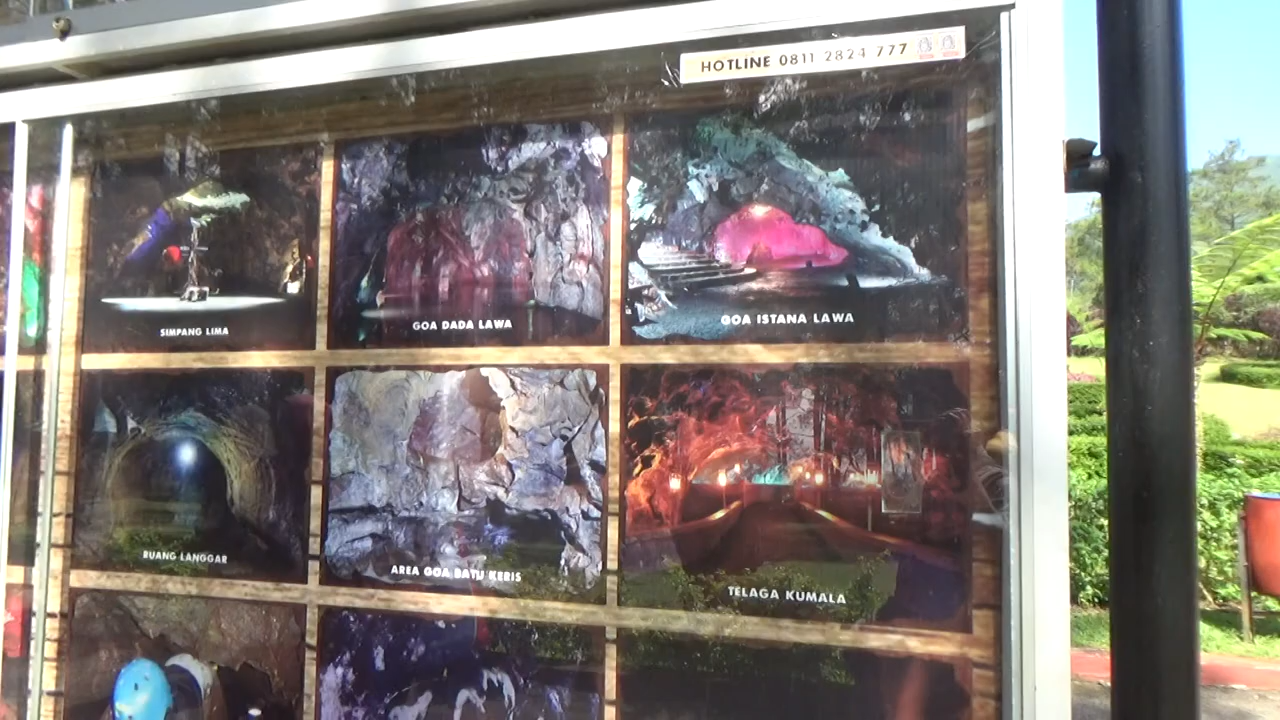 HOTLINE 0811 2824 777
SIMPANG LIMA
GOA DADA LAWA
GOA ISTANA LAWA
RUANG LANGGAR
AREA GOA BATU KERIS
TELAGA KUMALA